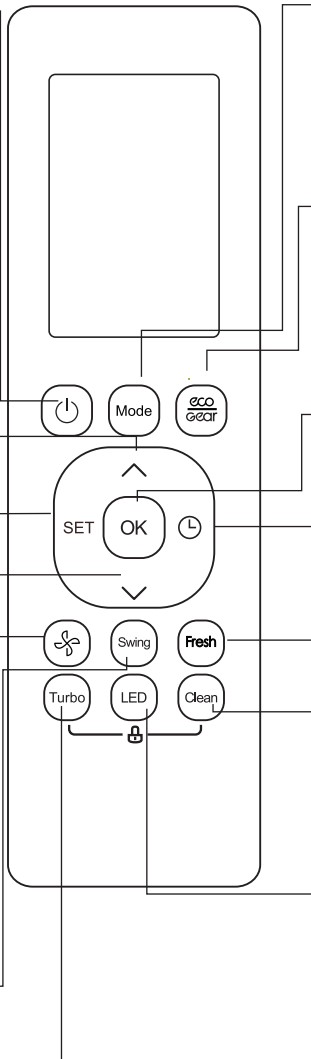 Mode
eco
Gear
SET
OK
Swing
Fresh
Turbo
LED
Clean